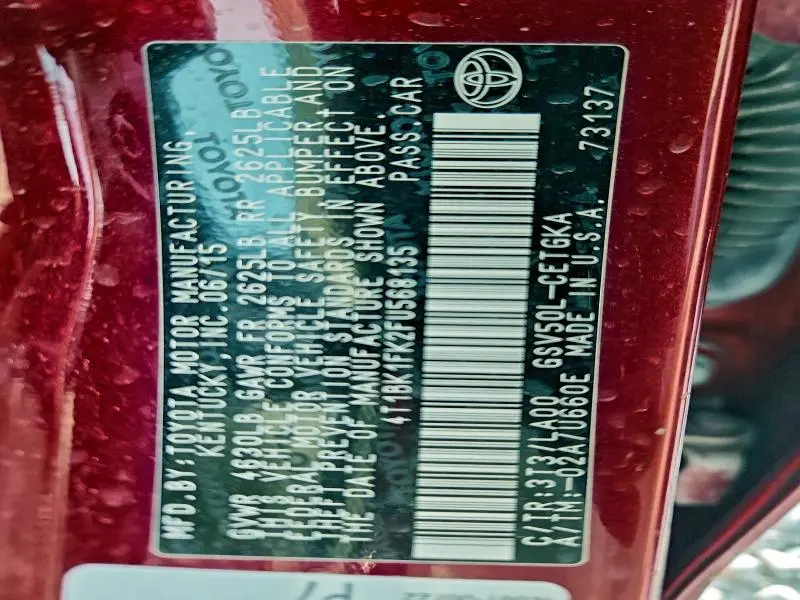 MFD.BY:TOYOTA MOTOR MANUFACTURING,
KENTUCKY,INC.06/15
GVWR 4630LB GAWR FR 2625LB RR 2625LB
THIS VEHICLE CONFORMS TO ALL APPLICABLE
FEDERAL MOTOR VEHICLE SAFETY BUMPER,AND
THEFT PREVENTION STANDARDS IN EFFECT ON
THE DATE OF MANUFACTURE SHOWN ABOVE.
4T1BK1FK2FU568135 PASS.CAR
C/TR:3T3/LA00 GSV50L-CETGKA
A/TM:-02A/U660E MADE IN U.S.A.
73137